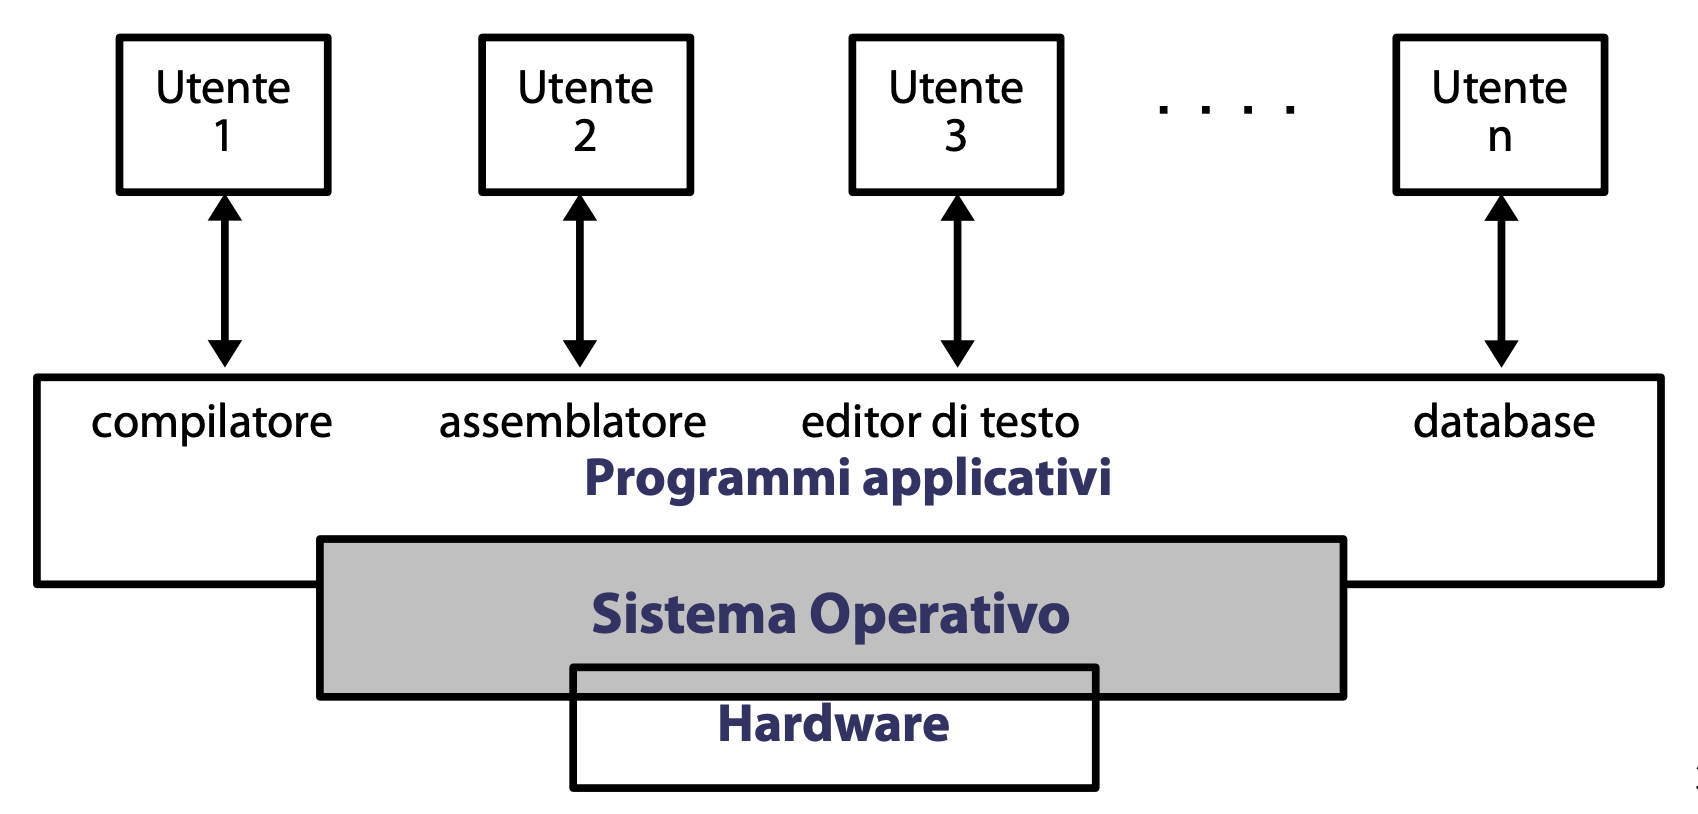 Utente
1
Utente
2
Utente
3
. . . .
Utente
n
compilatore
assemblatore
editor di testo
database
Programmi applicativi
Sistema Operativo
Hardware